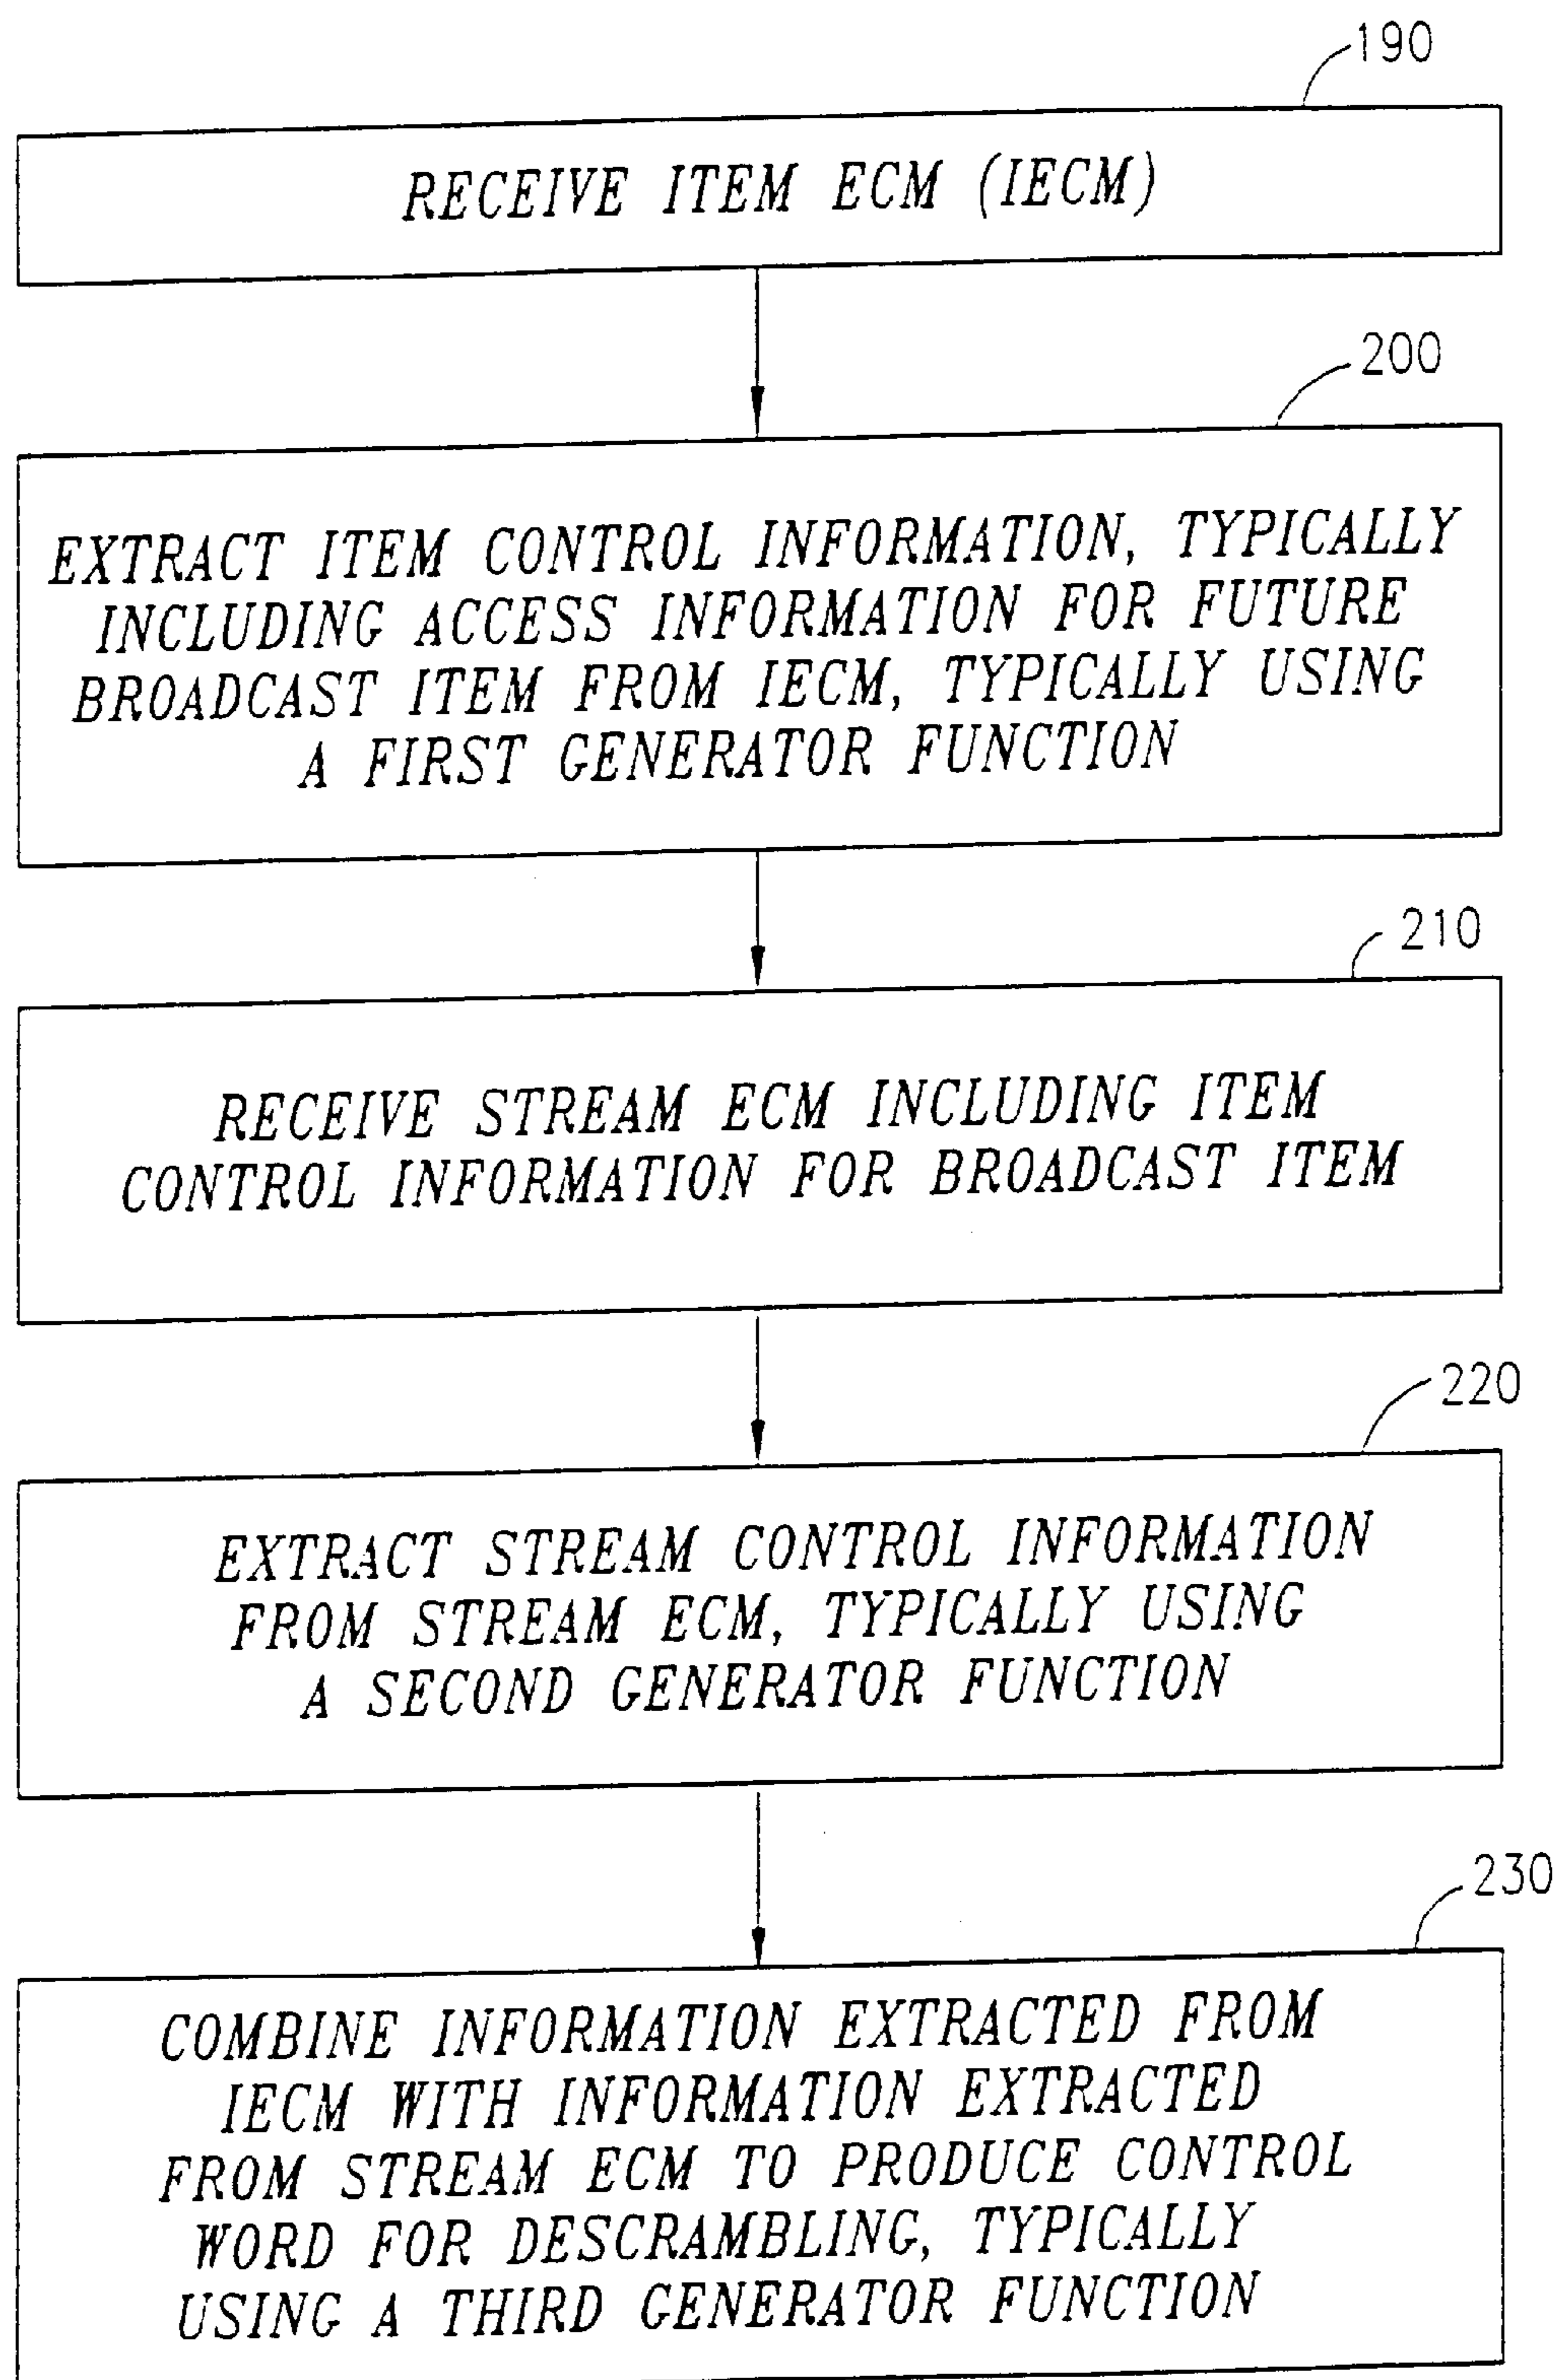 190
RECEIVE ITEM ECM (IECM)
200
EXTRACT ITEM CONTROL INFORMATION, TYPICALLY
INCLUDING ACCESS INFORMATION FOR FUTURE
BROADCAST ITEM FROM IECM, TYPICALLY USING
A FIRST GENERATOR FUNCTION
210
RECEIVE STREAM ECM INCLUDING ITEM
CONTROL INFORMATION FOR BROADCAST ITEM
220
EXTRACT STREAM CONTROL INFORMATION
FROM STREAM ECM, TYPICALLY USING
A SECOND GENERATOR FUNCTION
230
COMBINE INFORMATION EXTRACTED FROM
IECM WITH INFORMATION EXTRACTED
FROM STREAM ECM TO PRODUCE CONTROL
WORD FOR DESCRAMBLING, TYPICALLY
USING A THIRD GENERATOR FUNCTION